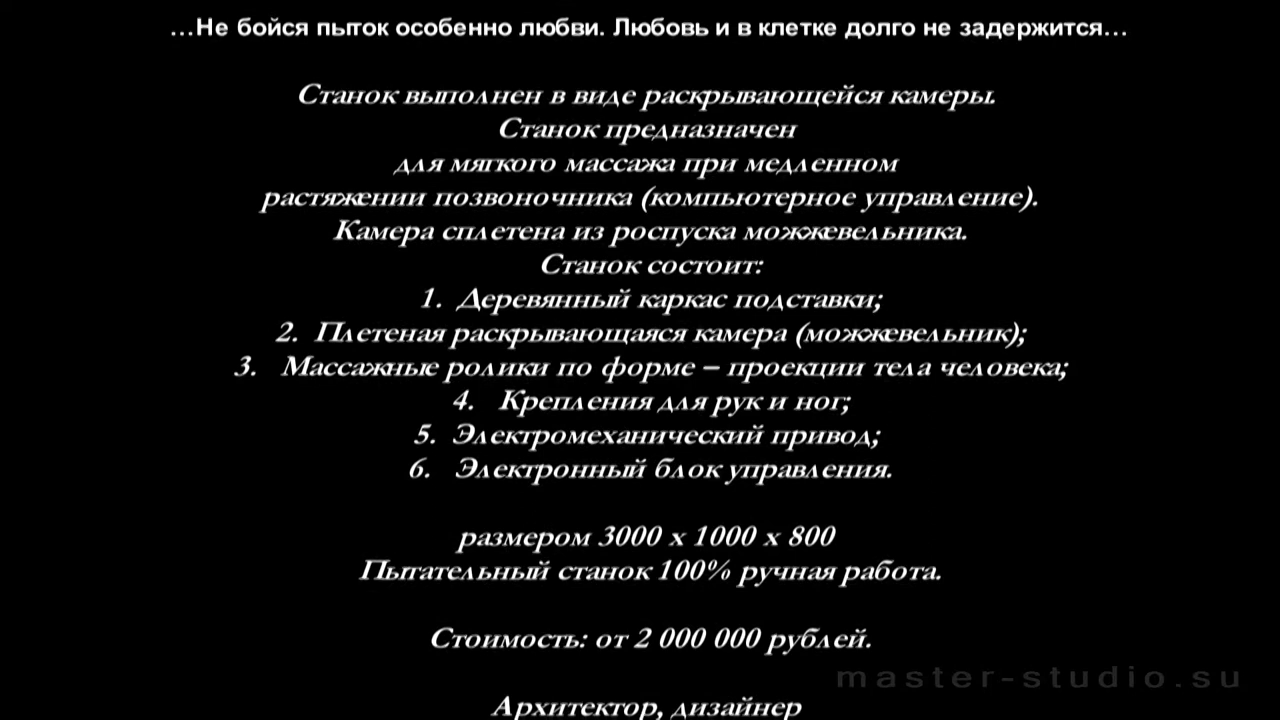 …Не бойся пыток особенно любви. Любовь и в клетке долго не задержится…
Станок выполнен в виде раскрывающейся камеры.
Станок предназначен
для мягкого массажа при медленном
растяжении позвоночника (компьютерное управление).
Камера сплетена из роспуска можжевельника.
Станок состоит:
1. Деревянный каркас подставки;
2. Плетеная раскрывающаяся камера (можжевельник);
3. Массажные ролики по форме – проекции тела человека;
4. Крепления для рук и ног;
5. Электромеханический привод;
6. Электронный блок управления.
размером 3000 х 1000 х 800
Пытательный станок 100% ручная работа.
Стоимость: от 2 000 000 рублей.
master-studio.su
Архитектор, дизайнер